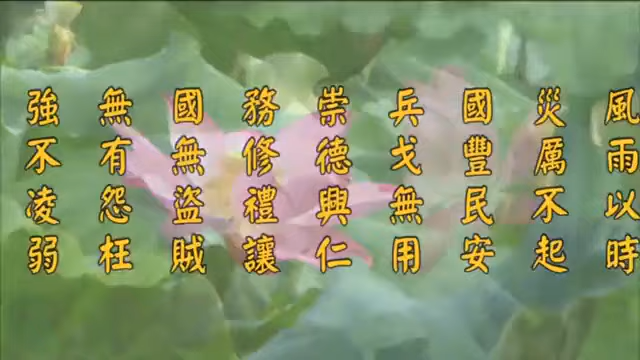 風雨以時
災厲不起
國豐民安
兵戈無用
崇德興仁
務修禮讓
國無盜賊
無有怨枉
強不凌弱